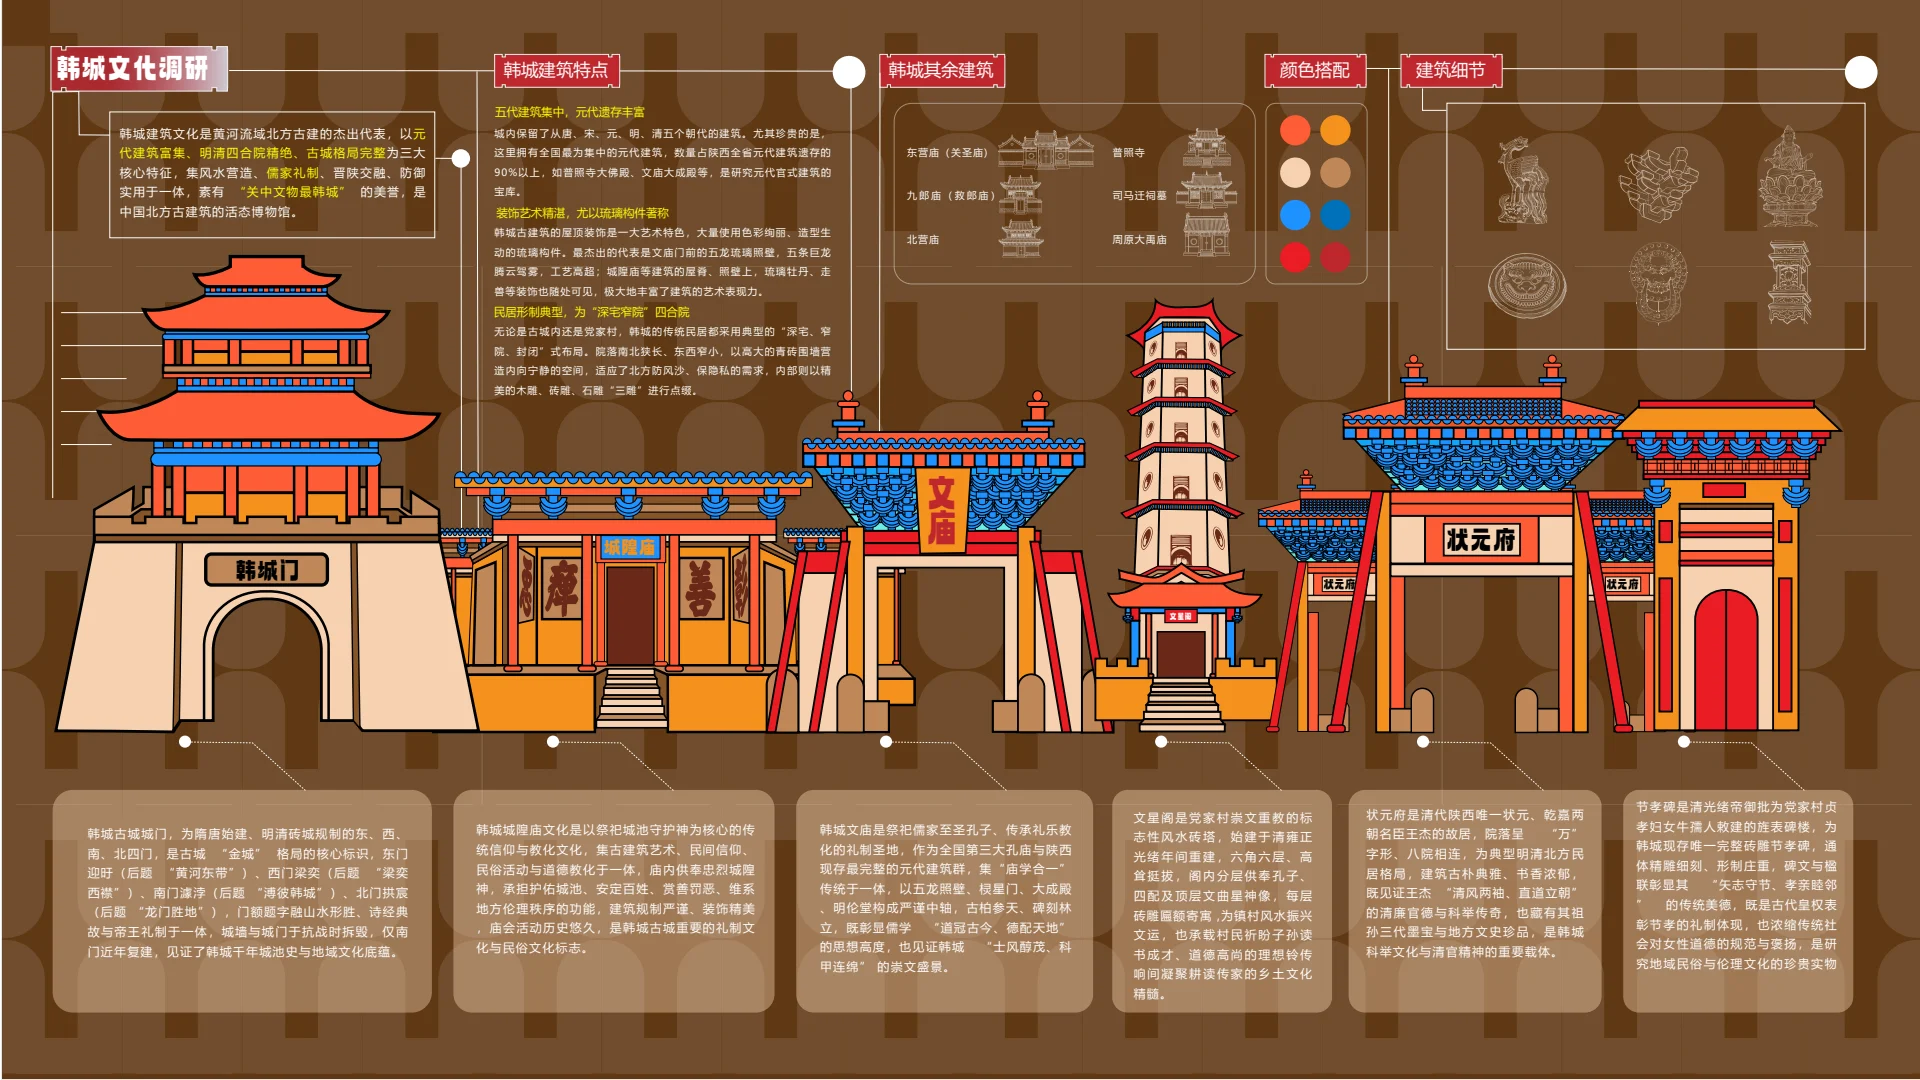 韩城文化调研
韩城建筑文化是黄河流域北方古建的杰出代表，以元
代建筑富集、明清四合院精绝、古城格局完整为三大
核心特征，集风水营造、儒家礼制、晋陕交融、防御
实用于一体，素有 “关中文物最韩城” 的美誉，是
中国北方古建筑的活态博物馆。
韩城建筑特点
五代建筑集中，元代遗存丰富
城内保留了从唐、宋、元、明、清五个朝代的建筑。尤其珍贵的是，
这里拥有全国最为集中的元代建筑，数量占陕西全省元代建筑遗存的
90%以上，如普照寺大佛殿、文庙大成殿等，是研究元代官式建筑的
宝库。
装饰艺术精湛，尤以琉璃构件著称
韩城古建筑的屋顶装饰是一大艺术特色，大量使用色彩绚丽、造型生
动的琉璃构件。最杰出的代表是文庙门前的五龙琉璃照壁，五条巨龙
腾云驾雾，工艺高超；城隍庙等建筑的屋脊、照壁上，琉璃牡丹、走
兽等装饰也随处可见，极大地丰富了建筑的艺术表现力。
民居形制典型，为“深宅窄院”四合院
无论是古城内还是党家村，韩城的传统民居都采用典型的“深宅、窄
院、封闭”式布局。院落南北狭长、东西窄小，以高大的青砖围墙营
造内向宁静的空间，适应了北方防风沙、保隐私的需求，内部则以精
美的木雕、砖雕、石雕“三雕”进行点缀。
韩城其余建筑
东营庙（关圣庙）
普照寺
九郎庙（救郎庙）
司马迁祠墓
北营庙
周原大禹庙
颜色搭配
建筑细节
韩城门
城隍庙
善
文庙
文星阁
状元府
状元府
状元府
韩城古城城门，为隋唐始建、明清砖城规制的东、西、
南、北四门，是古城 “金城” 格局的核心标识，东门
迎旴（后题 “黄河东带”）、西门梁奕（后题 “梁奕
西襟”）、南门澽浡（后题 “溥彼韩城”）、北门拱宸
（后题 “龙门胜地”），门额题字融山水形胜、诗经典
故与帝王礼制于一体，城墙与城门于抗战时拆毁，仅南
门近年复建，见证了韩城千年城池史与地域文化底蕴。
韩城城隍庙文化是以祭祀城池守护神为核心的传
统信仰与教化文化，集古建筑艺术、民间信仰、
民俗活动与道德教化于一体，庙内供奉忠烈城隍
神，承担护佑城池、安定百姓、赏善罚恶、维系
地方伦理秩序的功能，建筑规制严谨、装饰精美
，庙会活动历史悠久，是韩城古城重要的礼制文
化与民俗文化标志。
韩城文庙是祭祀儒家至圣孔子、传承礼乐教
化的礼制圣地，作为全国第三大孔庙与陕西
现存最完整的元代建筑群，集“庙学合一”
传统于一体，以五龙照壁、棂星门、大成殿
、明伦堂构成严谨中轴，古柏参天、碑刻林
立，既彰显儒学 “道冠古今、德配天地”
的思想高度，也见证韩城 “士风醇茂、科
甲连绵” 的崇文盛景。
文星阁是党家村崇文重教的标
志性风水砖塔，始建于清雍正
光绪年间重建，六角六层、高
耸挺拔，阁内分层供奉孔子、
四配及顶层文曲星神像，每层
砖雕匾额寄寓,为镇村风水振兴
文运，也承载村民祈盼子孙读
书成才、道德高尚的理想铃传
响间凝聚耕读传家的乡土文化
精髓。
状元府是清代陕西唯一状元、乾嘉两
朝名臣王杰的故居，院落呈 “万”
字形、八院相连，为典型明清北方民
居格局，建筑古朴典雅、书香浓郁，
既见证王杰 “清风两袖、直道立朝”
的清廉官德与科举传奇，也藏有其祖
孙三代墨宝与地方文史珍品，是韩城
科举文化与清官精神的重要载体。
节孝碑是清光绪帝御批为党家村贞
孝妇女牛孺人敕建的旌表碑楼，为
韩城现存唯一完整砖雕节孝碑，通
体精雕细刻、形制庄重，碑文与楹
联彰显其 “矢志守节、孝亲睦邻
” 的传统美德，既是古代皇权表
彰节孝的礼制体现，也浓缩传统社
会对女性道德的规范与褒扬，是研
究地域民俗与伦理文化的珍贵实物